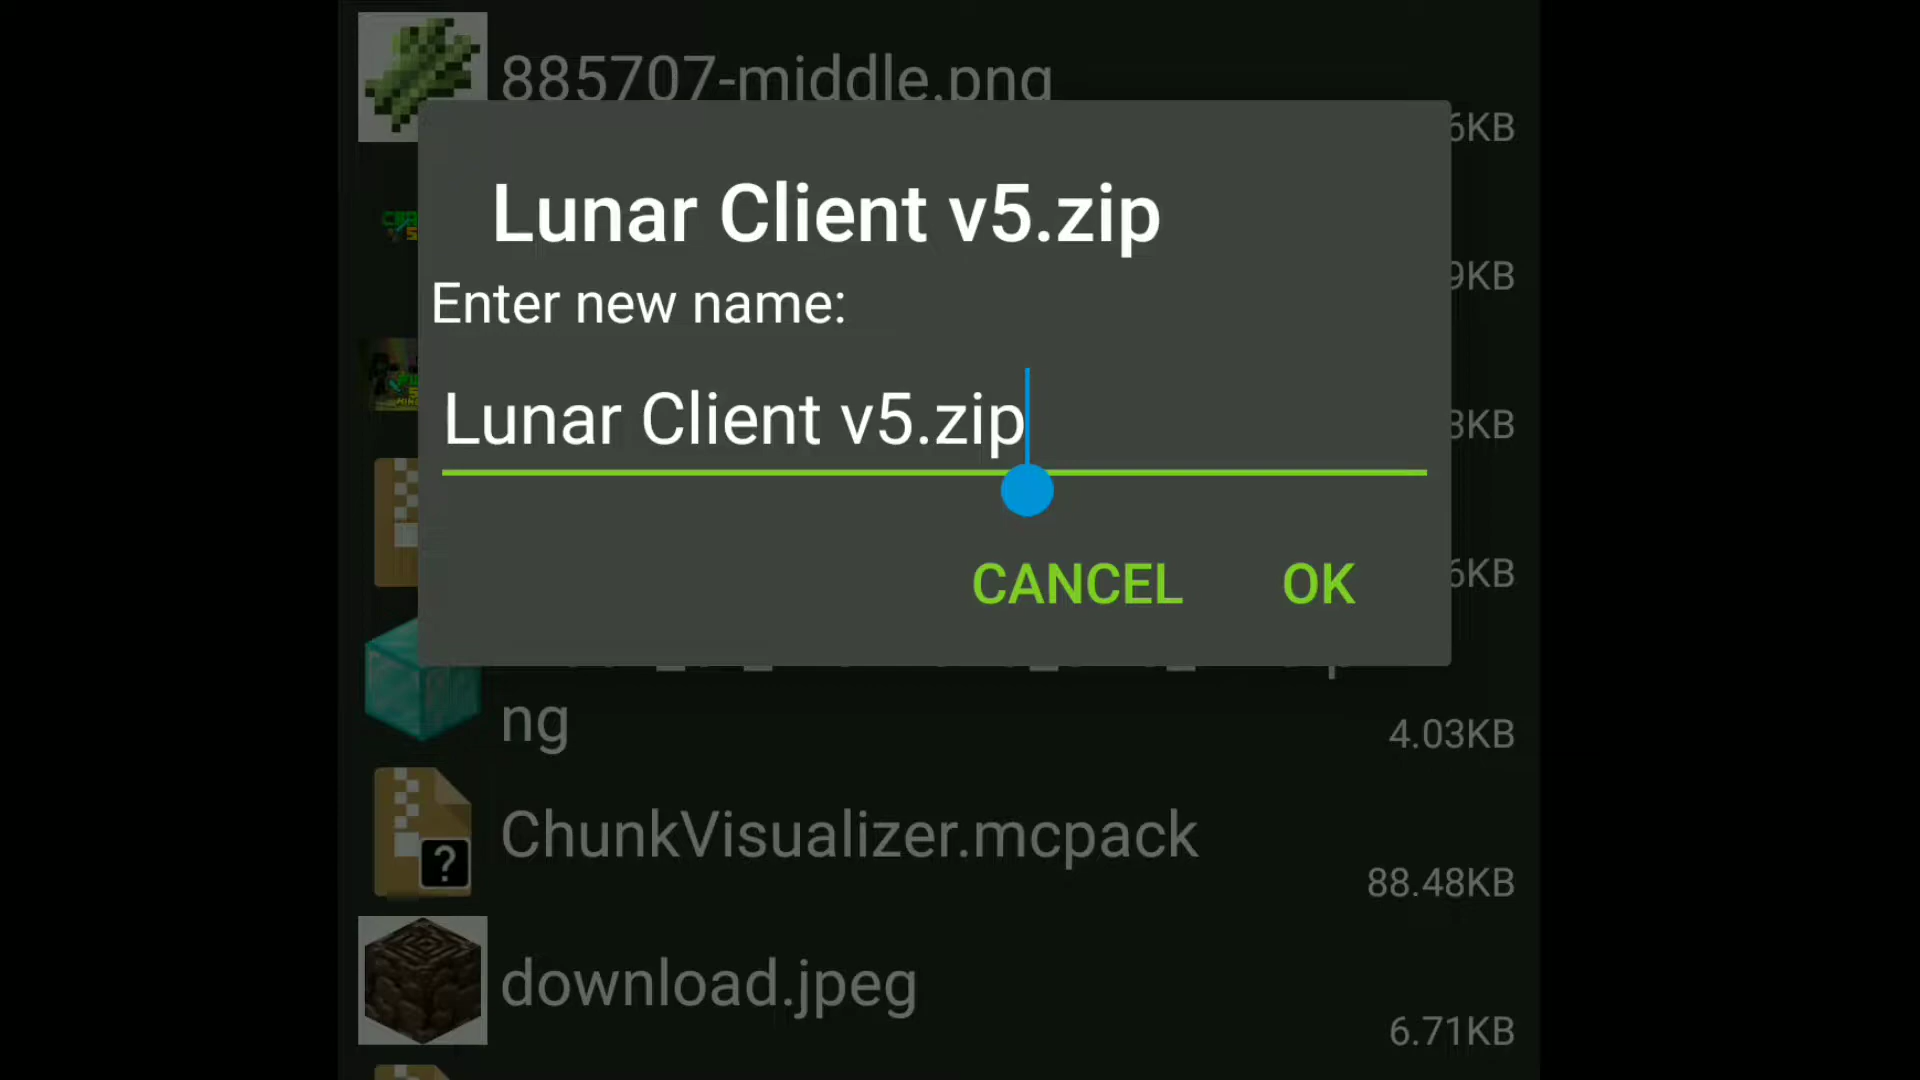 885707-middle.png
6KB
Lunar Client v5.zip
9KB
Enter new name:
Lunar Client v5.zip
3KB
CANCEL
OK
6KB
ng
4.03KB
ChunkVisualizer.mcpack
?
88.48KB
download.jpeg
6.71KB